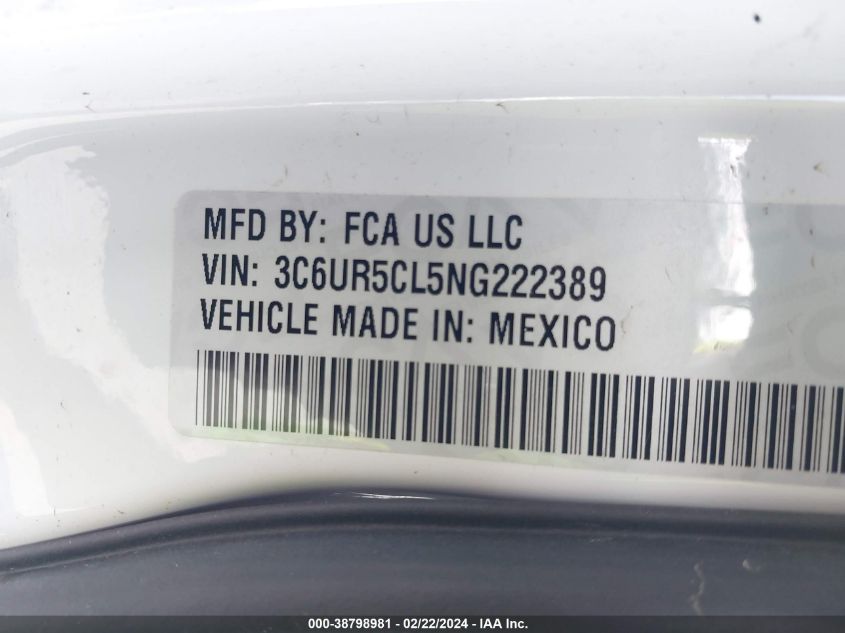 MFD BY: FCA US LLC
VIN: 3C6UR5CL5NG222389
VEHICLE MADE IN: MEXICO
000-38798981 - 02/22/2024 - IAA Inc.